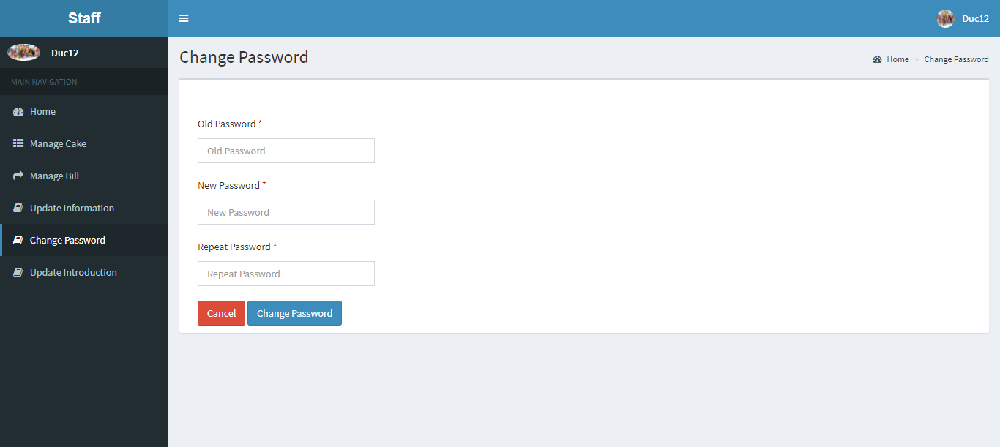 Staff
Duc12
Duc12
MAIN NAVIGATION
Home
Manage Cake
Manage Bill
Update Information
Change Password
Update Introduction
Change Password
Home > Change Password
Old Password *
Old Password
New Password *
New Password
Repeat Password *
Repeat Password
Cancel Change Password